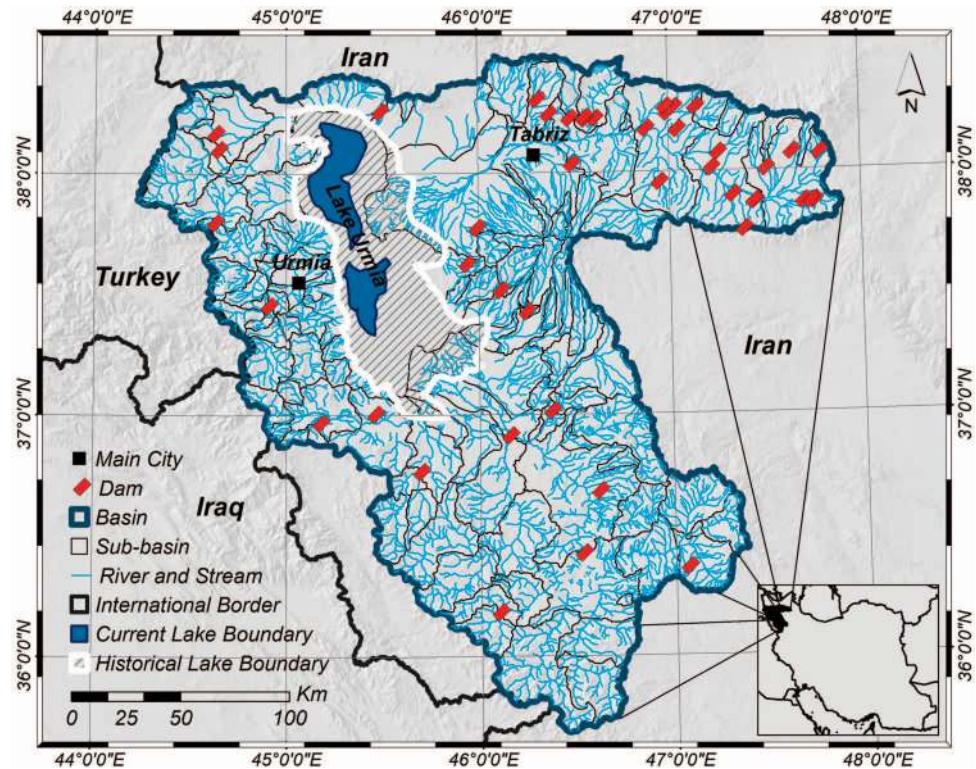 44°0'0"E 45°0'0"E 46°0'0"E 47°0'0"E 48°0'0"E
Iran
N
Tabriz
38°0'0"N 38°0'0"N
Lake Urmia
Urmia
Turkey
Iran
37°0'0"N 37°0'0"N
Main City
Dam
Iraq
Basin
Sub-basin
River and Stream
International Border
Current Lake Boundary
Historical Lake Boundary
36°0'0"N 36°0'0"N
Km
0 25 50 100
44°0'0"E 45°0'0"E 46°0'0"E 47°0'0"E 48°0'0"E